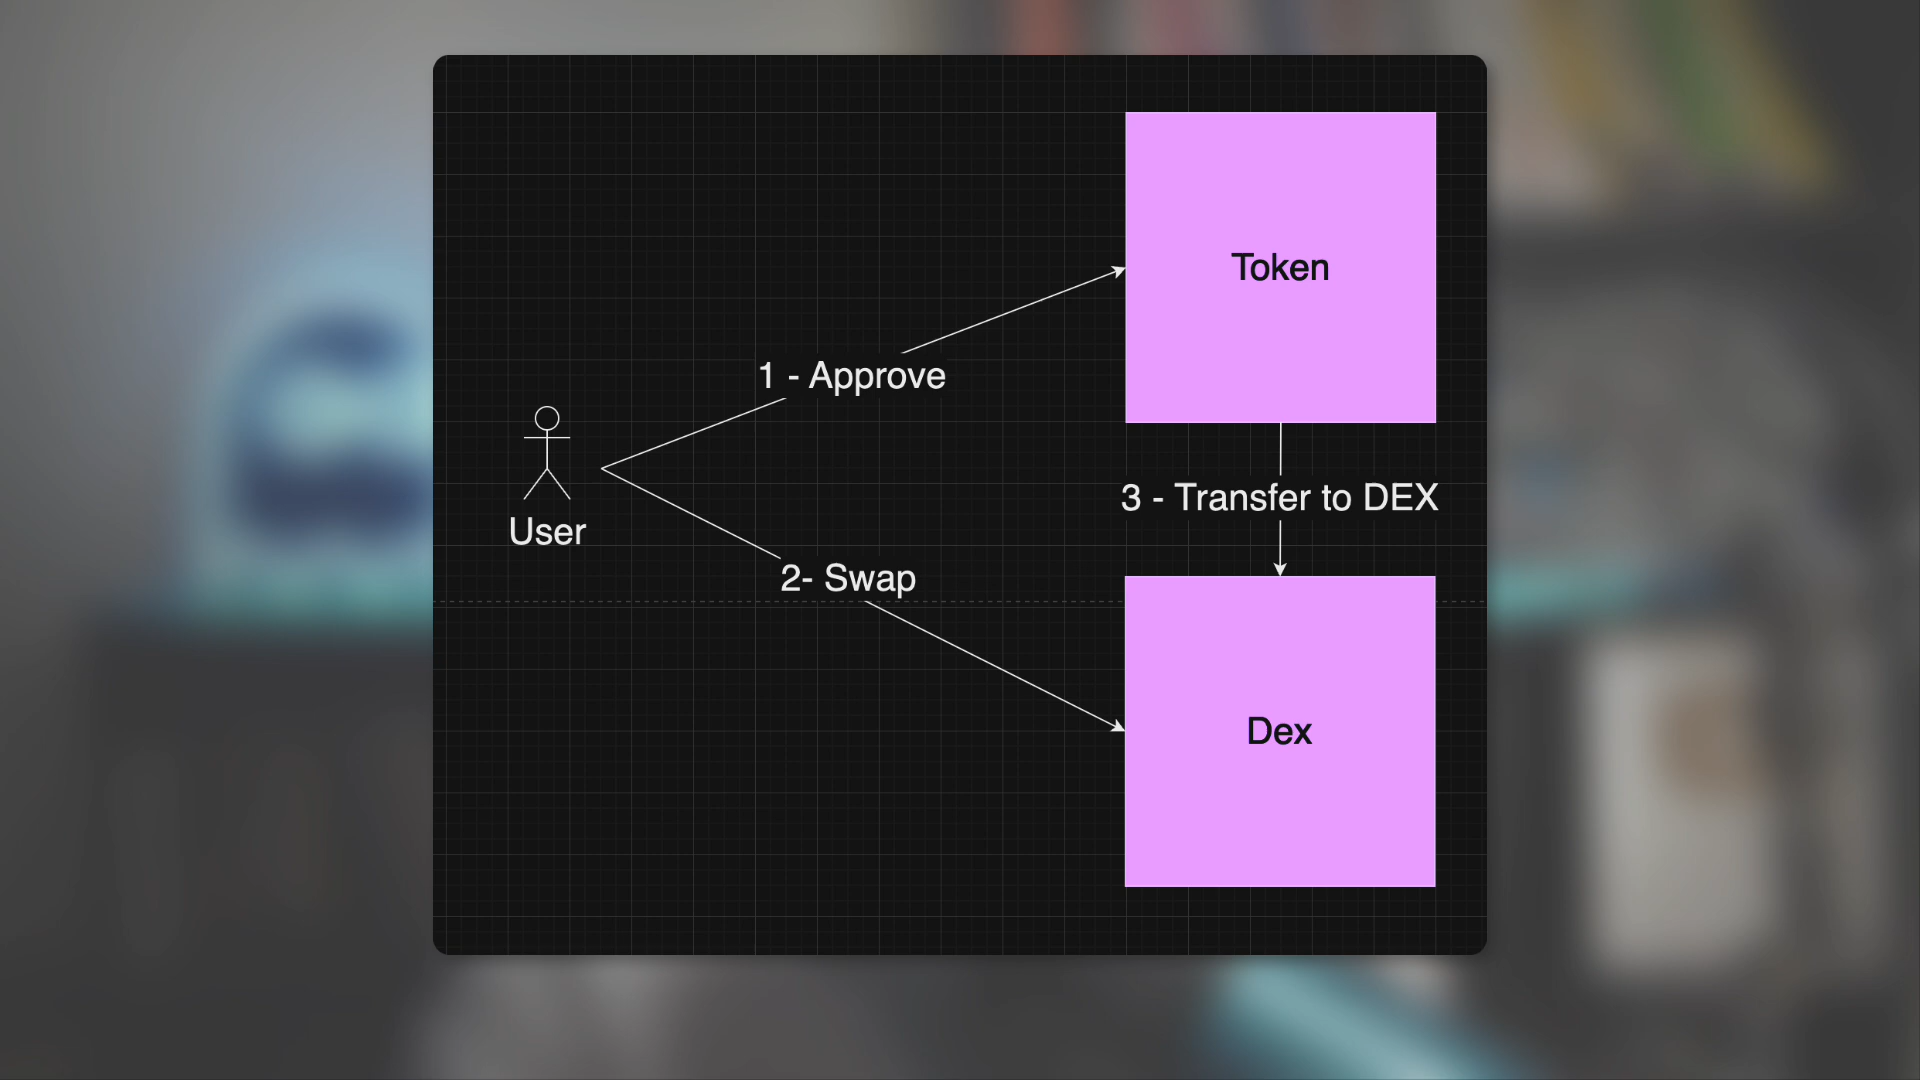 Token
1 - Approve
User
3 - Transfer to DEX
2- Swap
Dex